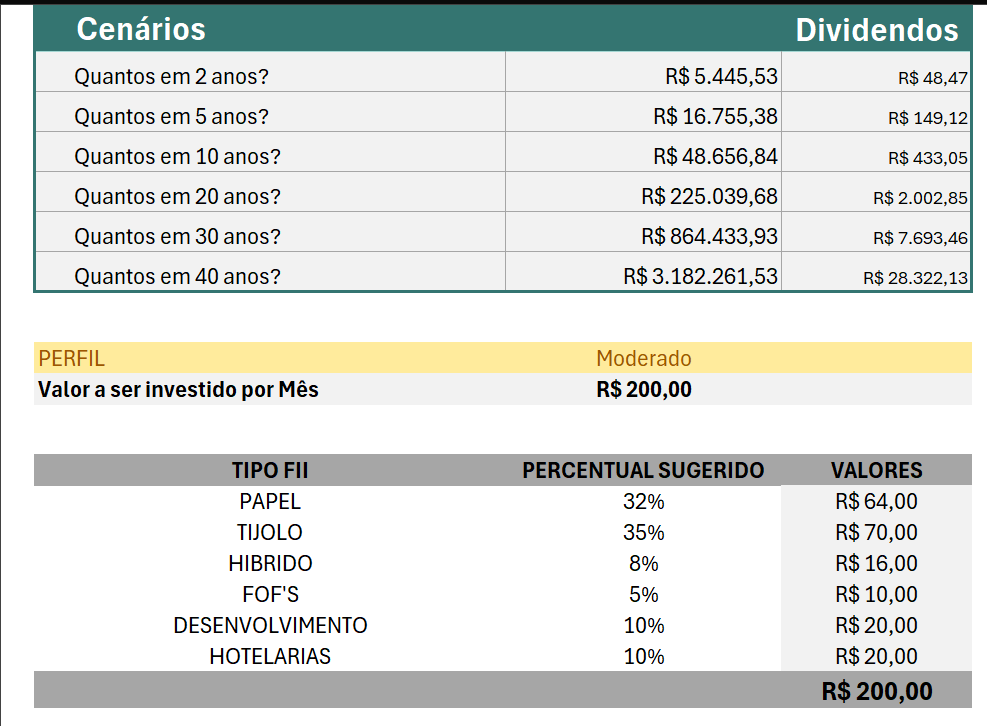 Cenários Dividendos
Quantos em 2 anos? R$ 5.445,53 R$ 48,47
Quantos em 5 anos? R$ 16.755,38 R$ 149,12
Quantos em 10 anos? R$ 48.656,84 R$ 433,05
Quantos em 20 anos? R$ 225.039,68 R$ 2.002,85
Quantos em 30 anos? R$ 864.433,93 R$ 7.693,46
Quantos em 40 anos? R$ 3.182.261,53 R$ 28.322,13
PERFIL Moderado
Valor a ser investido por Mês R$ 200,00
TIPO FII PERCENTUAL SUGERIDO VALORES
PAPEL 32% R$ 64,00
TIJOLO 35% R$ 70,00
HIBRIDO 8% R$ 16,00
FOF'S 5% R$ 10,00
DESENVOLVIMENTO 10% R$ 20,00
HOTELARIAS 10% R$ 20,00
R$ 200,00